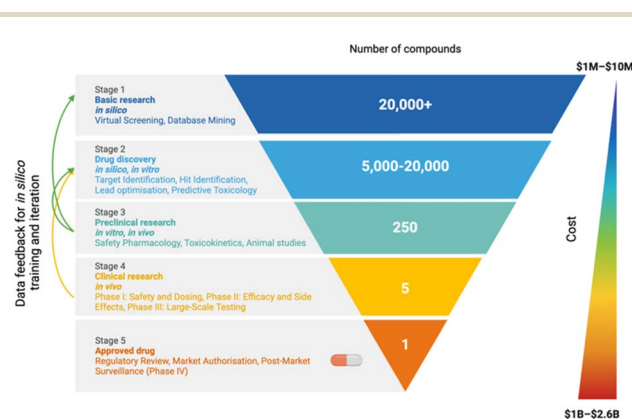 Number of compounds
$1M–$10M
Stage 1
Basic research
in silico
Virtual Screening, Database Mining
20,000+
Stage 2
Drug discovery
in silico, in vitro
Target Identification, Hit Identification,
Lead optimisation, Predictive Toxicology
5,000-20,000
Stage 3
Preclinical research
in vitro, in vivo
Safety Pharmacology, Toxicokinetics, Animal studies
250
Stage 4
Clinical research
in vivo
Phase I: Safety and Dosing, Phase II: Efficacy and Side
Effects, Phase III: Large-Scale Testing
5
Stage 5
Approved drug
Regulatory Review, Market Authorisation, Post-Market
Surveillance (Phase IV)
1
Data feedback for in silico
training and iteration
Cost
$1B–$2.6B